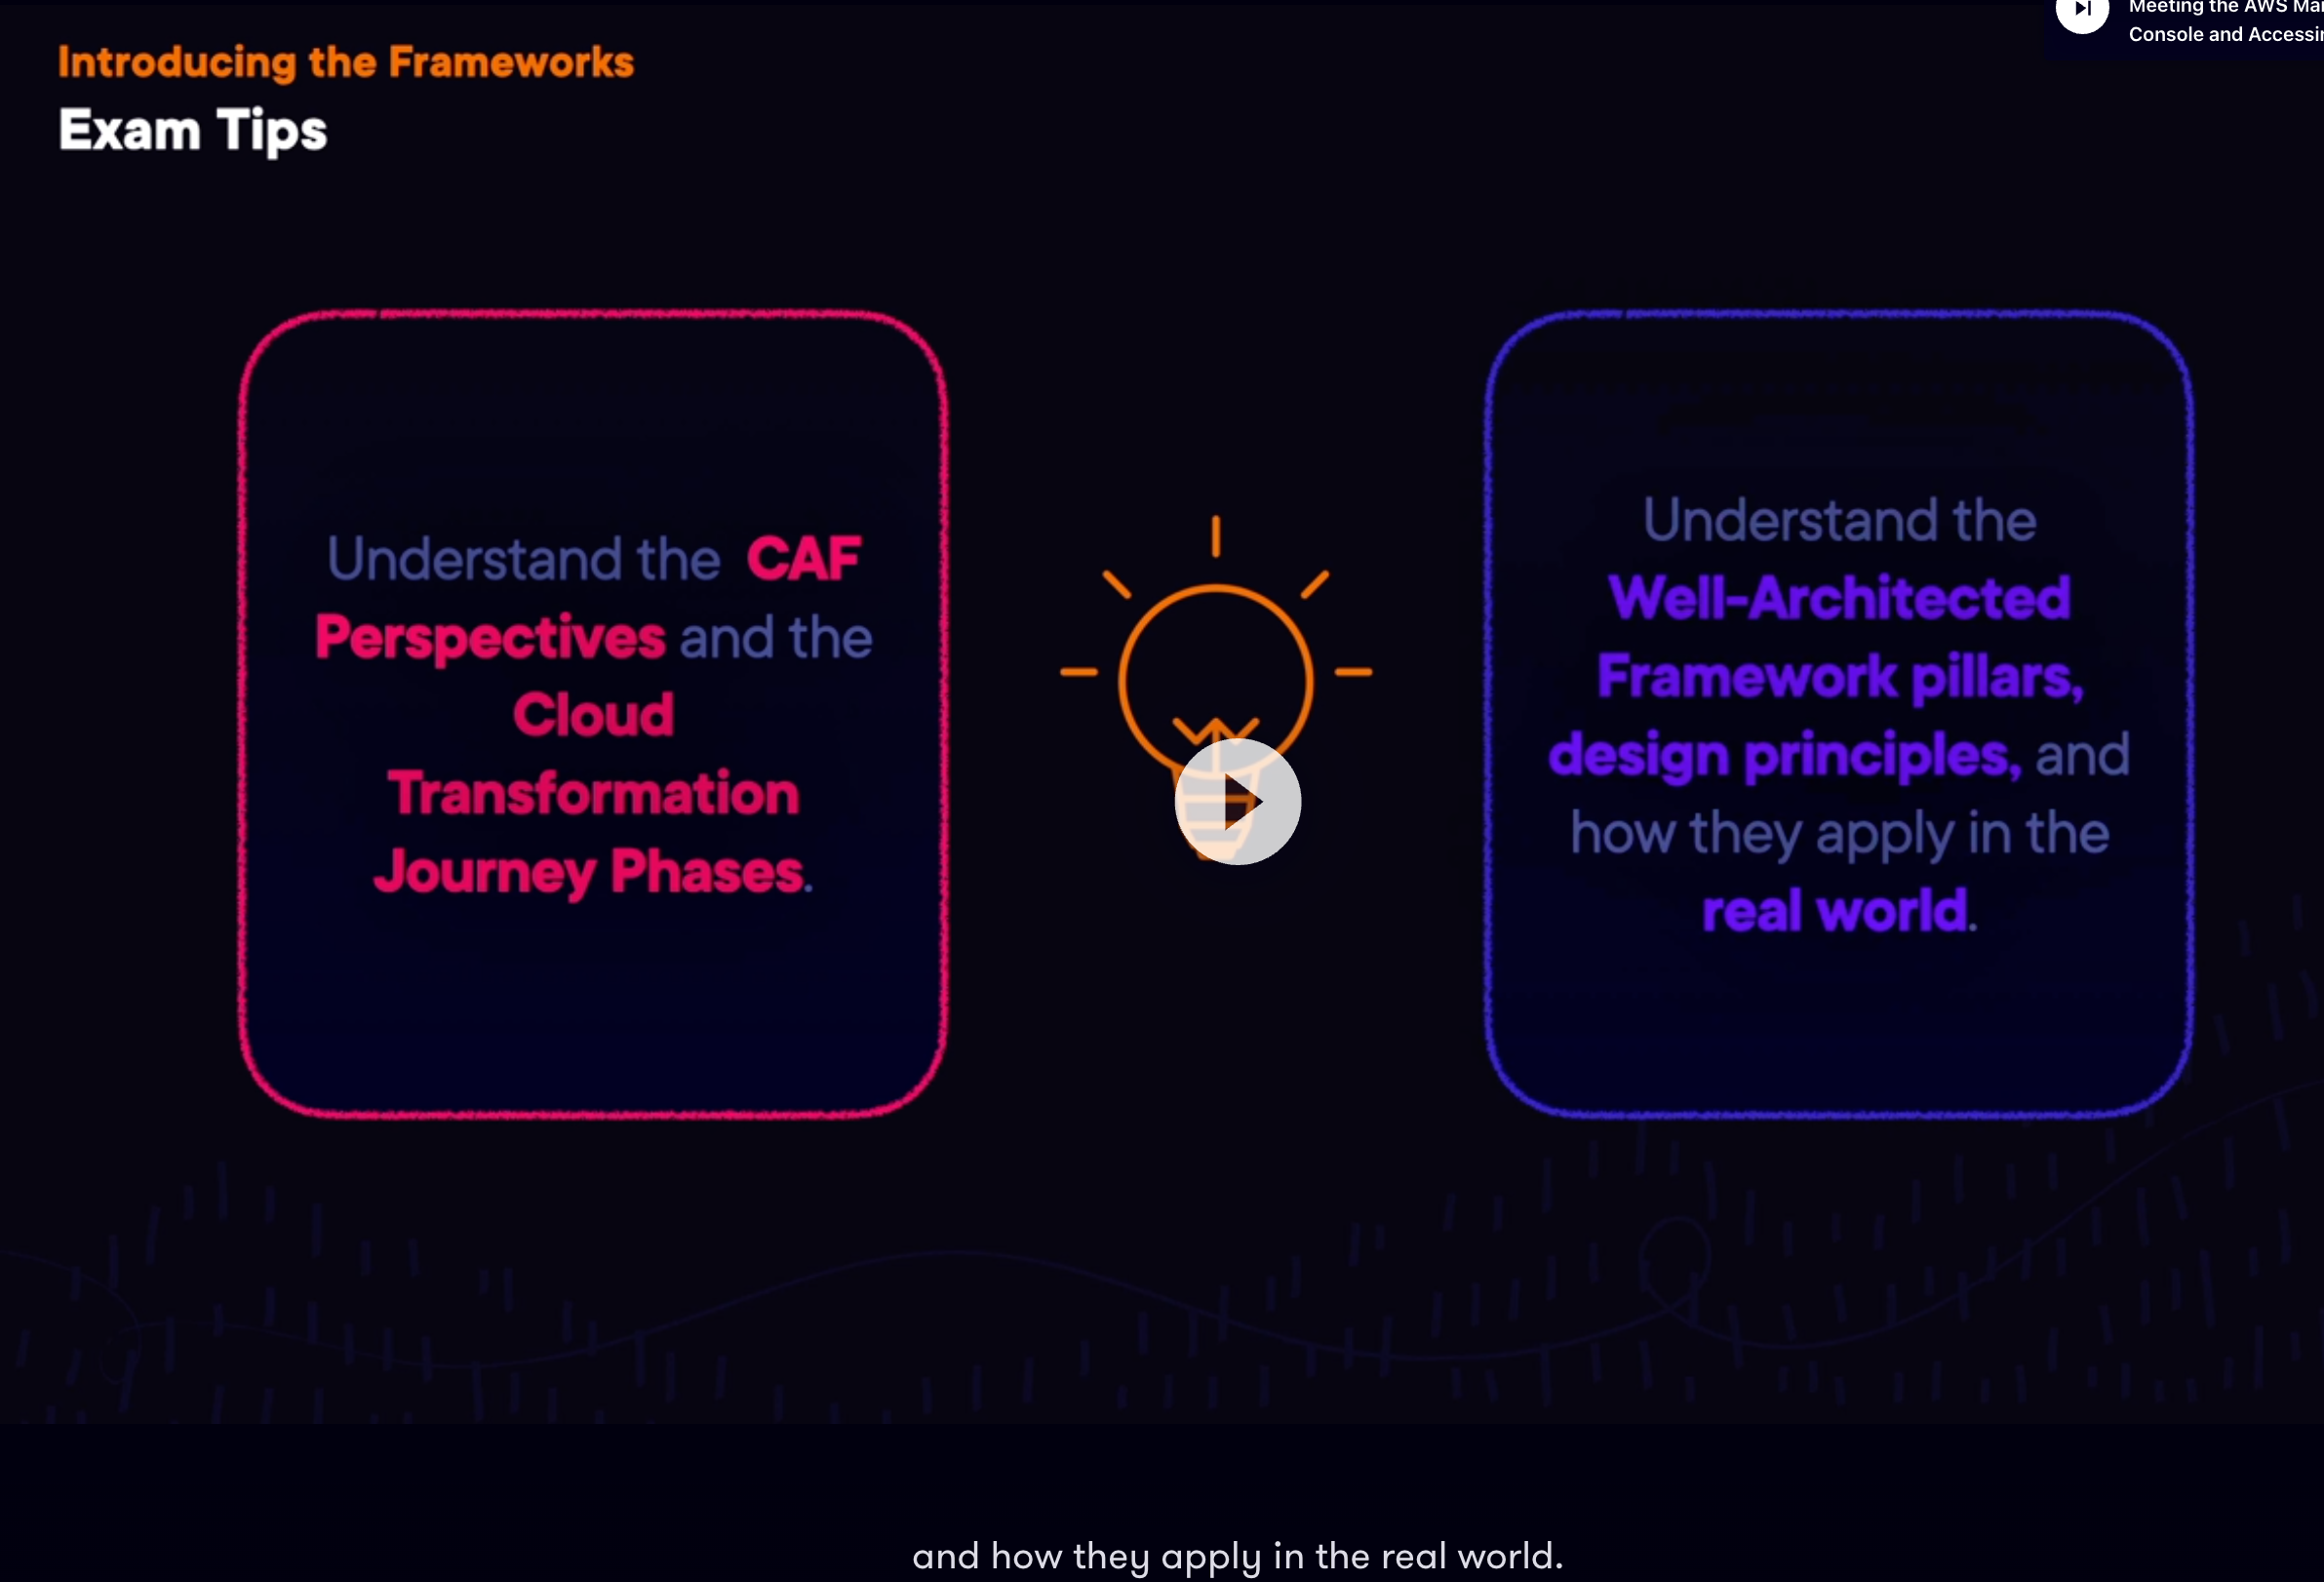 Meeting the AWS
Console and
Introducing the Frameworks
Exam Tips
Understand the CAF
Perspectives and the
Cloud
Transformation
Journey Phases.
Understand the
Well-Architected
Framework pillars,
design principles, and
how they apply in the
real world.
and how they apply in the real world.